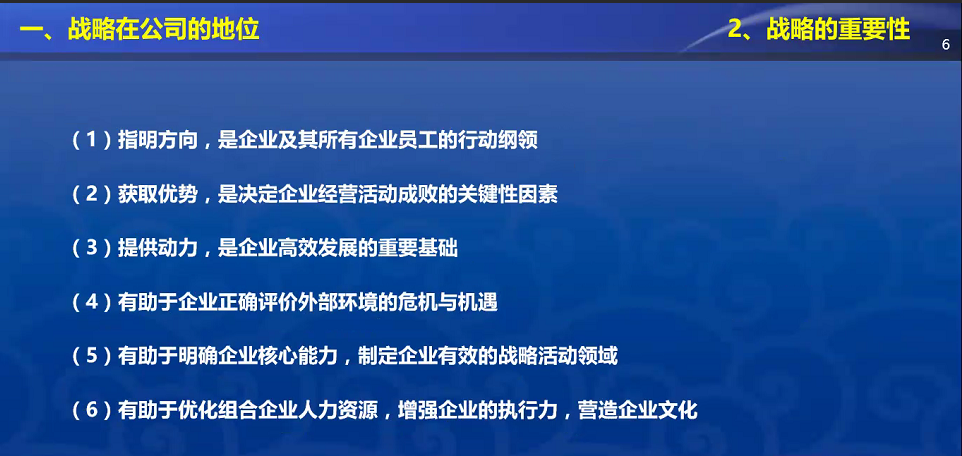 一、战略在公司的地位
2、战略的重要性
6
（1）指明方向，是企业及其所有企业员工的行动纲领
（2）获取优势，是决定企业经营活动成败的关键性因素
（3）提供动力，是企业高效发展的重要基础
（4）有助于企业正确评价外部环境的危机与机遇
（5）有助于明确企业核心能力，制定企业有效的战略活动领域
（6）有助于优化组合企业人力资源，增强企业的执行力，营造企业文化